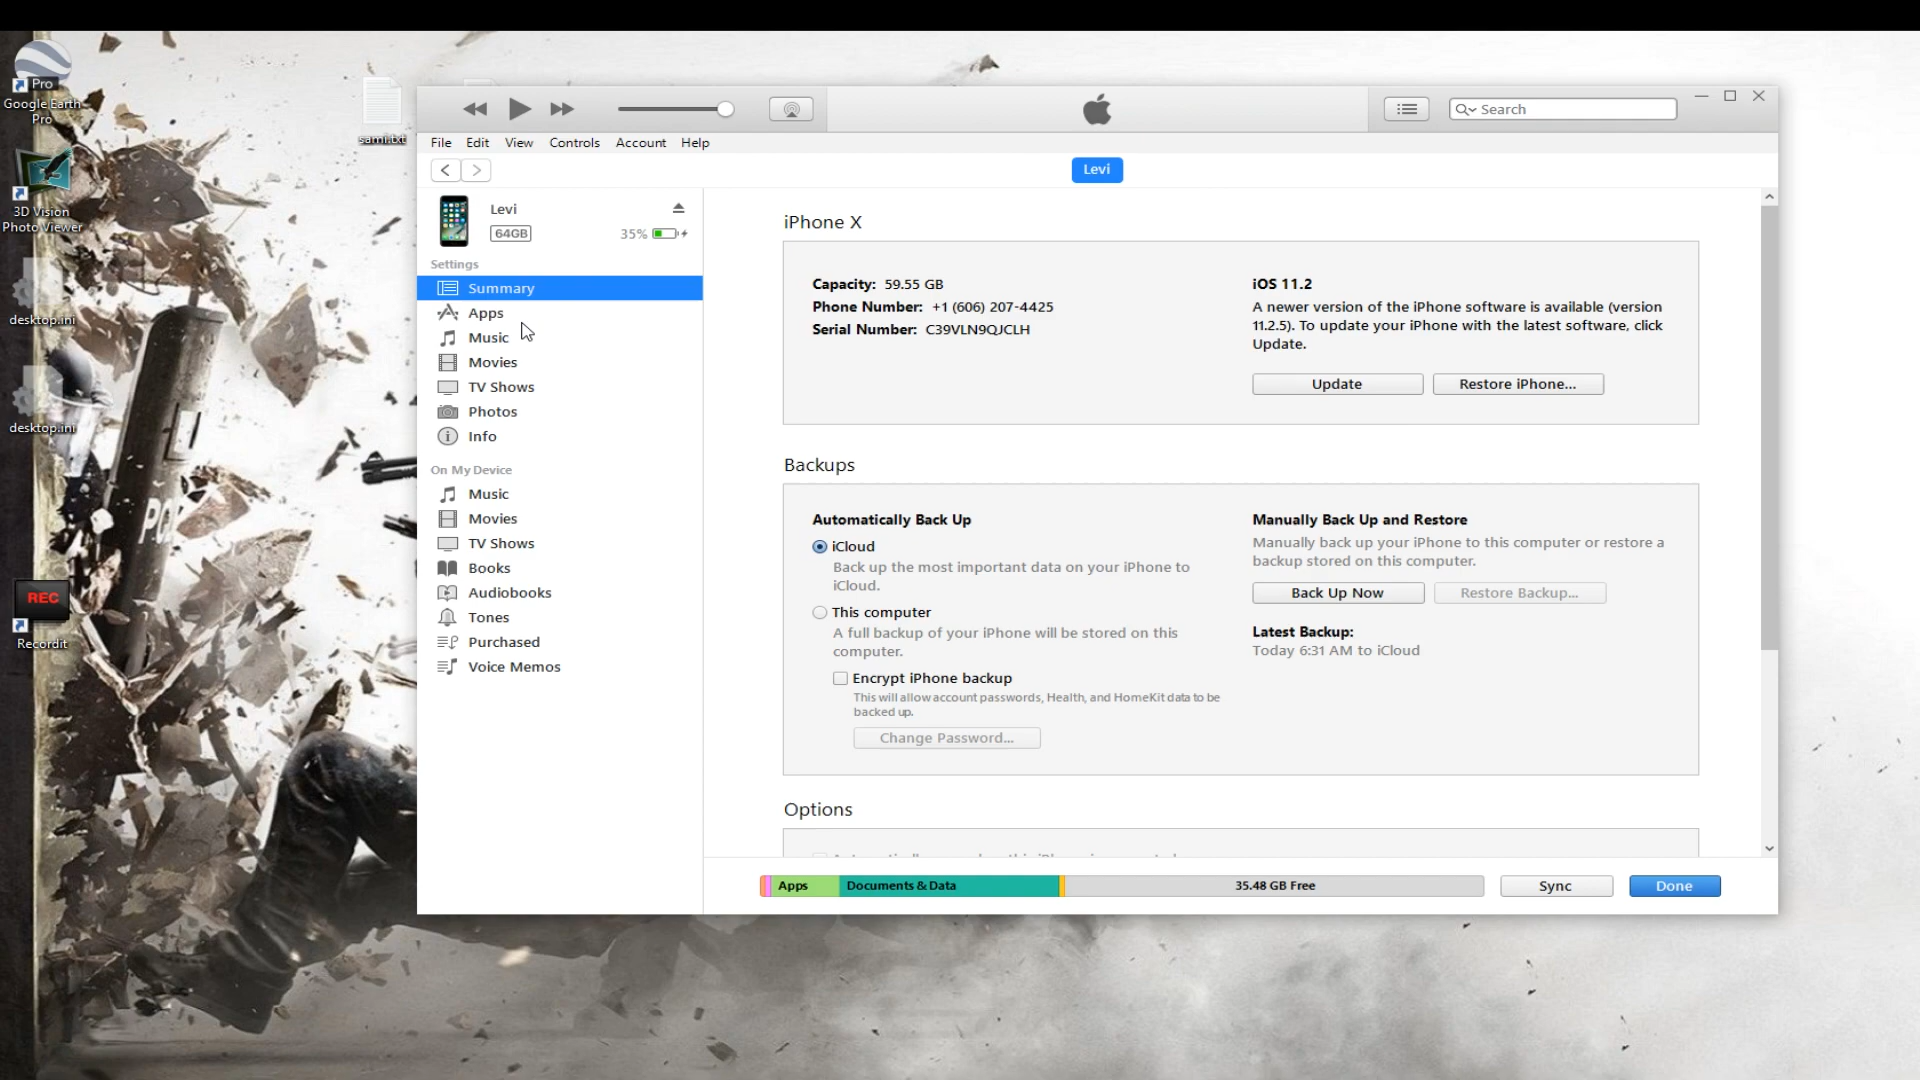 Pro
Google Earth
Pro
3D Vision
Photo Viewer
desktop.ini
desktop.ini
REC
Recordit
sami.txt
Search
File Edit View Controls Account Help
Levi
Levi
64GB
35%
Settings
Summary
Apps
Music
Movies
TV Shows
Photos
Info
On My Device
Music
Movies
TV Shows
Books
Audiobooks
Tones
Purchased
Voice Memos
iPhone X
Capacity: 59.55 GB
Phone Number: +1 (606) 207-4425
Serial Number: C39VLN9QJCLH
iOS 11.2
A newer version of the iPhone software is available (version
11.2.5). To update your iPhone with the latest software, click
Update.
Update
Restore iPhone...
Backups
Automatically Back Up
iCloud
Back up the most important data on your iPhone to
iCloud.
This computer
A full backup of your iPhone will be stored on this
computer.
Encrypt iPhone backup
This will allow account passwords, Health, and HomeKit data to be
backed up.
Change Password...
Manually Back Up and Restore
Manually back up your iPhone to this computer or restore a
backup stored on this computer.
Back Up Now
Restore Backup...
Latest Backup:
Today 6:31 AM to iCloud
Options
Apps
Documents & Data
35.48 GB Free
Sync
Done